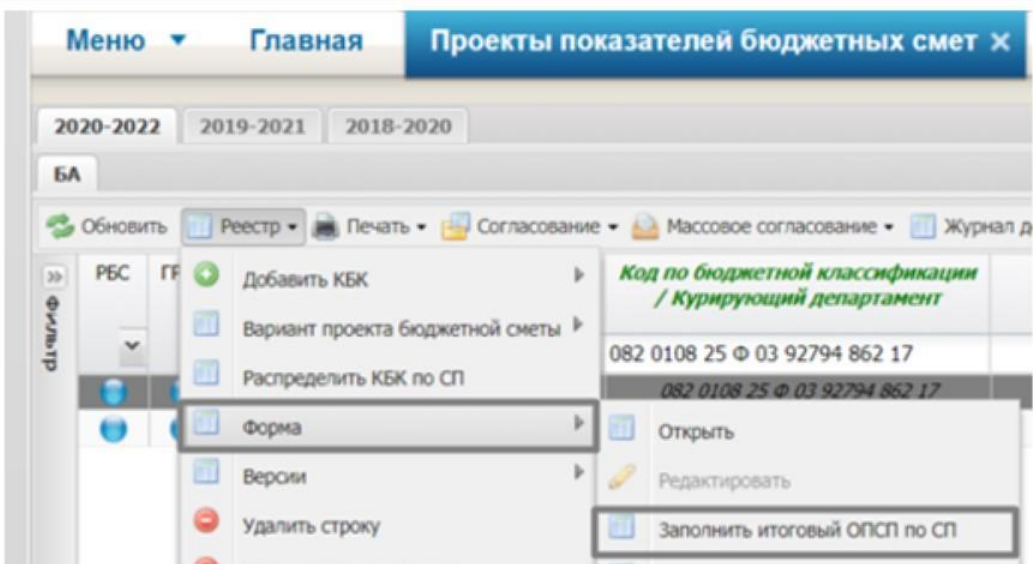 Меню Главная Проекты показателей бюджетных смет ×
2020-2022 2019-2021 2018-2020
БА
Обновить Реестр Печать Согласование Массовое согласование Журнал
РБС
Фильтр
Код по бюджетной классификации
/ Курирующий департамент
082 0108 25 Ф 03 92794 862 17
082 0108 25 Ф 03 92794 862 17
Добавить КБК
Вариант проекта бюджетной сметы
Распределить КБК по СП
Форма
Версии
Удалить строку
Открыть
Редактировать
Заполнить итоговый ОПСП по СП